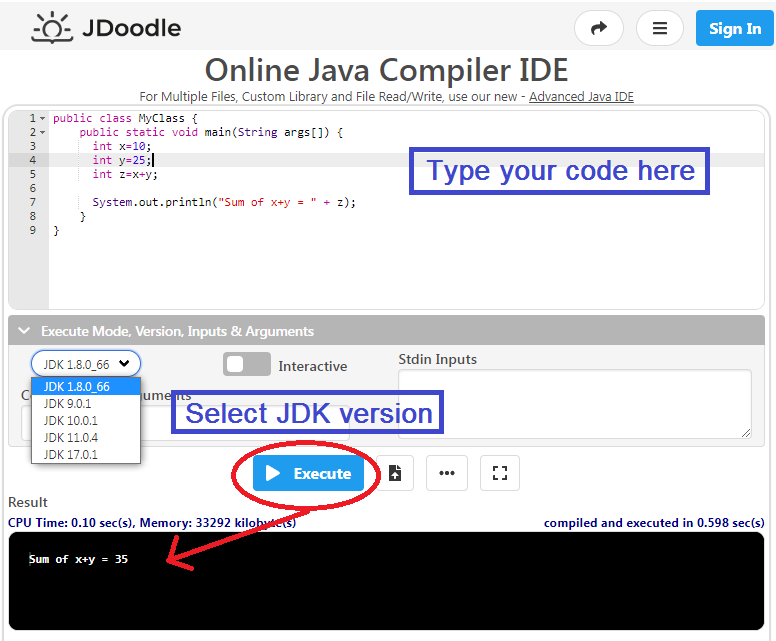 JDoodle
Sign In
Online Java Compiler IDE
For Multiple Files, Custom Library and File Read/Write, use our new - Advanced Java IDE
1 public class MyClass {
2 public static void main(String args[]) {
3 int x=10;
4 int y=25;
5 int z=x+y;
6
7 System.out.println("Sum of x+y = " + z);
8 }
9 }
Type your code here
Execute Mode, Version, Inputs & Arguments
JDK 1.8.0_66
Interactive
Stdin Inputs
JDK 1.8.0_66
JDK 9.0.1
JDK 10.0.1
JDK 11.0.4
JDK 17.0.1
Select JDK version
Execute
Result
CPU Time: 0.10 sec(s), Memory: 33292 kilobyte(s)
compiled and executed in 0.598 sec(s)
Sum of x+y = 35